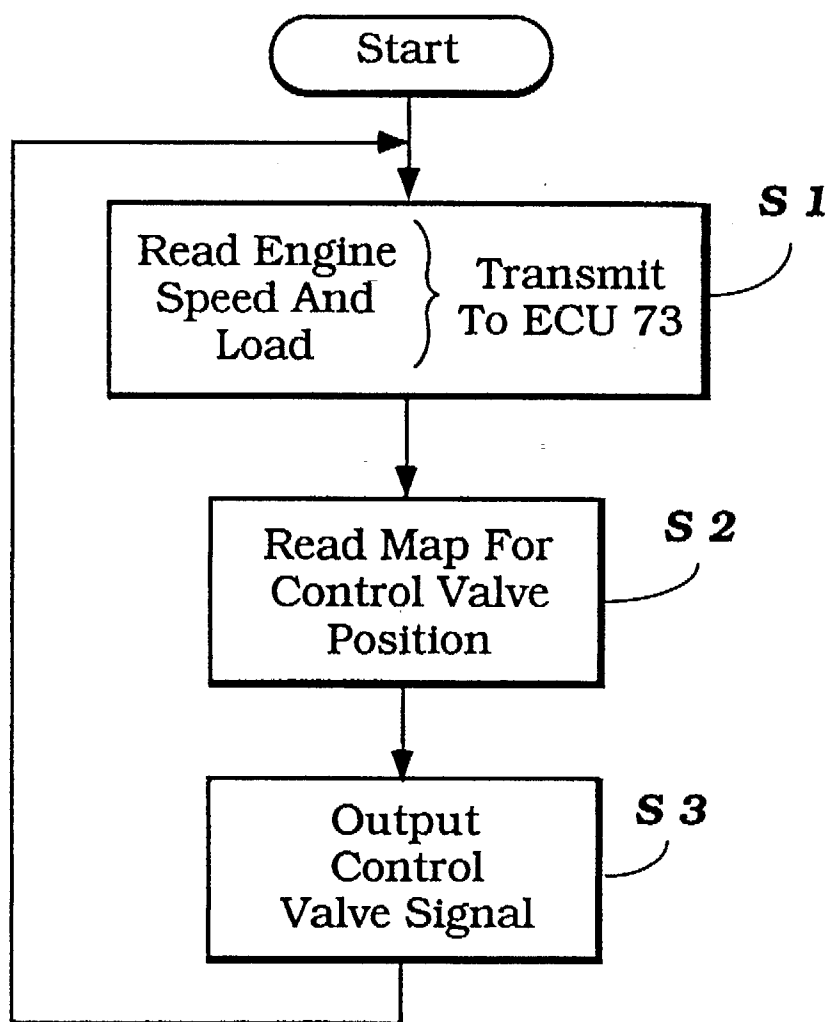 Start
S 1
Read Engine
Speed And
Load
Transmit
To ECU 73
S 2
Read Map For
Control Valve
Position
S 3
Output
Control
Valve Signal